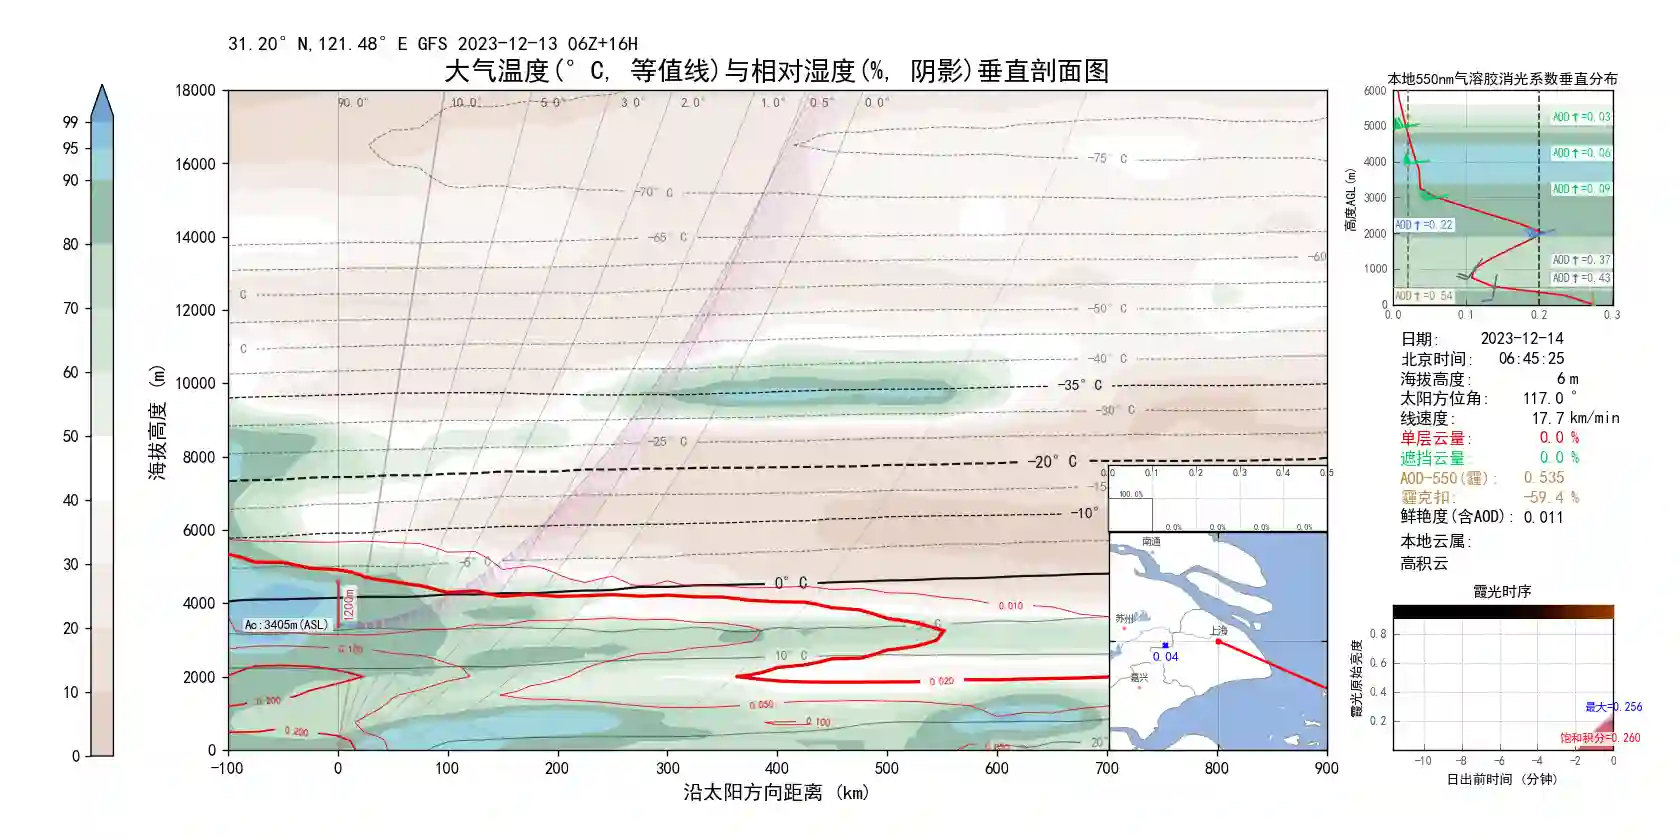 31.20° N,121.48° E GFS 2023-12-13 06Z+16H
大气温度(° C, 等值线)与相对湿度(%, 阴影)垂直剖面图
99
95
90
80
70
60
50
40
30
20
10
0
海拔高度 (m)
18000
16000
14000
12000
10000
8000
6000
4000
2000
0
90.0° 10.0° 5.0° 3.0° 2.0° 1.0° 0.5° 0.0°
-75° C
-70° C
-65° C
-60
C
-50° C
C
-40° C
-35° C
-30° C
-25° C
-20° C
-15
-10°
-5° C
0° C
10° C
20°
0.010
0.020
0.050
0.100
0.100
0.200
0.200
Ac:3405m(ASL)
1200m
-100 0 100 200 300 400 500 600 700 800 900
沿太阳方向距离 (km)
0.0 0.1 0.2 0.3 0.4 0.5
100.0%
0.0% 0.0% 0.0% 0.0%
南通
苏州
上海
0.04
嘉兴
本地550nm气溶胶消光系数垂直分布
高度AGL(m)
6000
5000
4000
3000
2000
1000
0
AOD↑=0.03
AOD↑=0.06
AOD↑=0.09
AOD↑=0.22
AOD↑=0.37
AOD↑=0.43
AOD↑=0.54
0.0 0.1 0.2 0.3
日期: 2023-12-14
北京时间: 06:45:25
海拔高度: 6 m
太阳方位角: 117.0 °
线速度: 17.7 km/min
单层云量: 0.0 %
遮挡云量: 0.0 %
AOD-550(霾): 0.535
霾克扣: -59.4 %
鲜艳度(含AOD): 0.011
本地云属:
高积云
霞光时序
霞光原始亮度
0.8
0.6
0.4
0.2
最大=0.256
饱和积分=0.260
-10 -8 -6 -4 -2 0
日出前时间 (分钟)